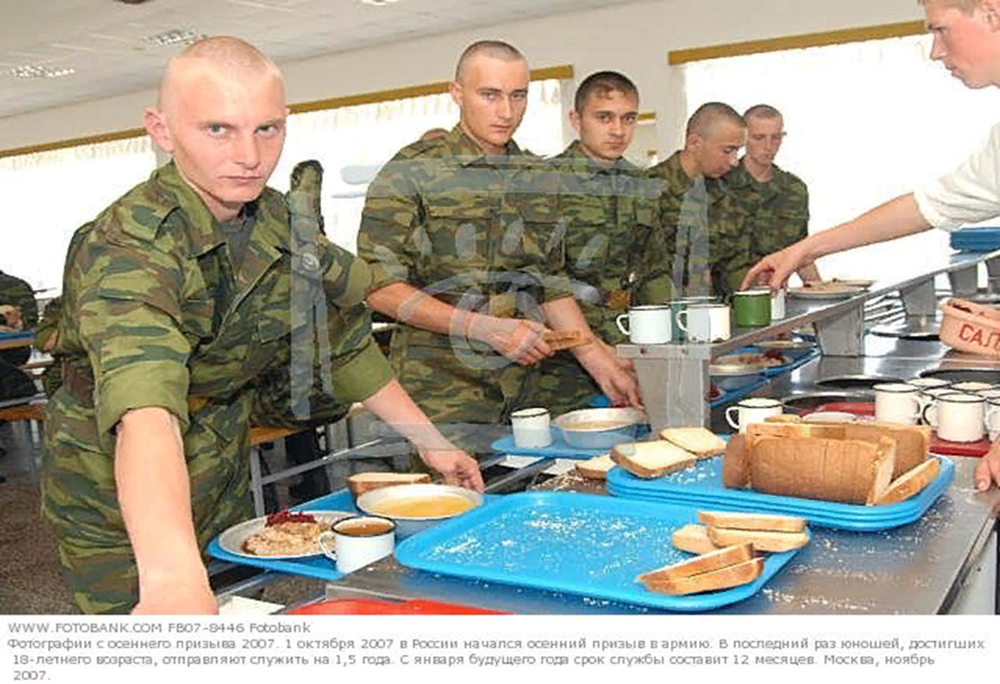 САЛ
WWW.FOTOBANK.COM FB07-8446 Fotobank
Фотографии с осеннего призыва 2007. 1 октября 2007 в России начался осенний призыв в армию. В последний раз юношей, достигших
18-летнего возраста, отправляют служить на 1,5 года. С января будущего года срок службы составит 12 месяцев. Москва, ноябрь
2007.